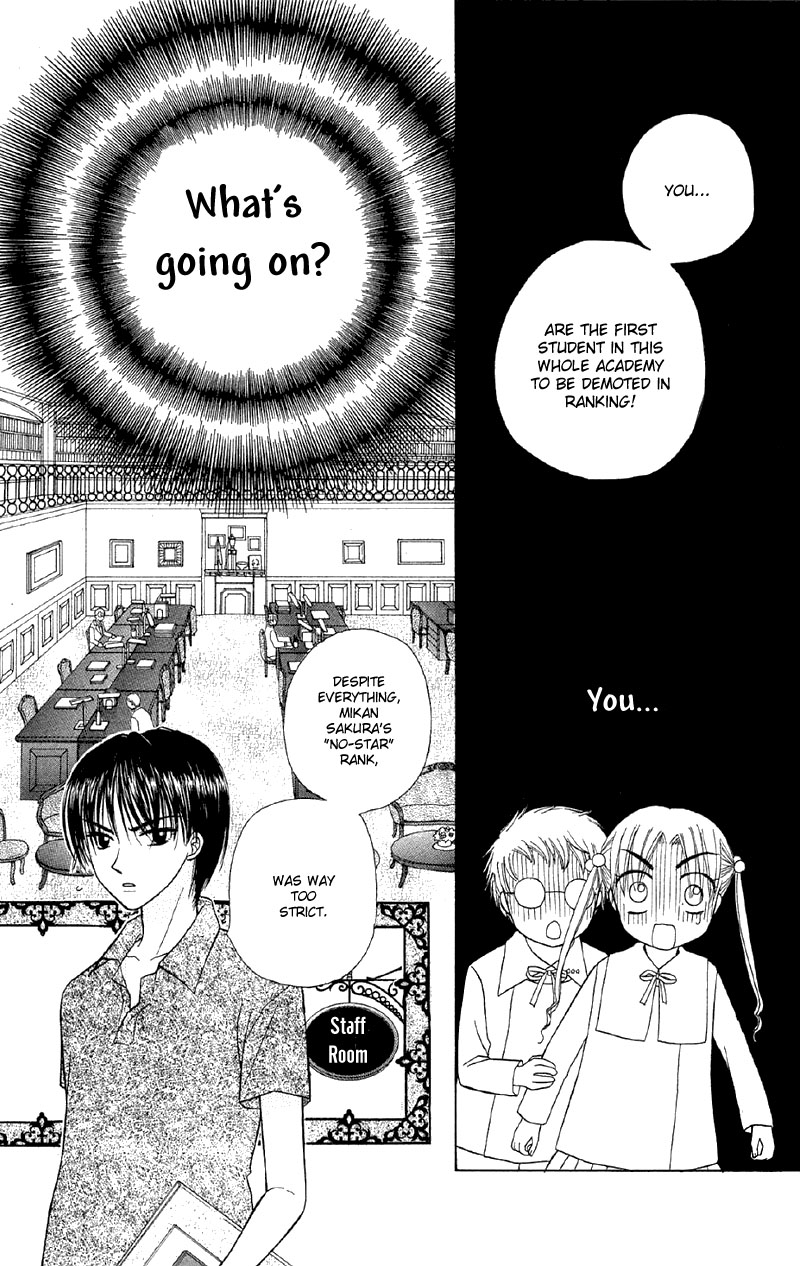 YOU...
ARE THE FIRST
STUDENT IN THIS
WHOLE ACADEMY
TO BE DEMOTED IN
RANKING!
You...
What's
going on?
DESPITE
EVERYTHING,
MIKAN
SAKURA'S
"NO-STAR"
RANK,
WAS WAY
TOO
STRICT.
Staff
Room